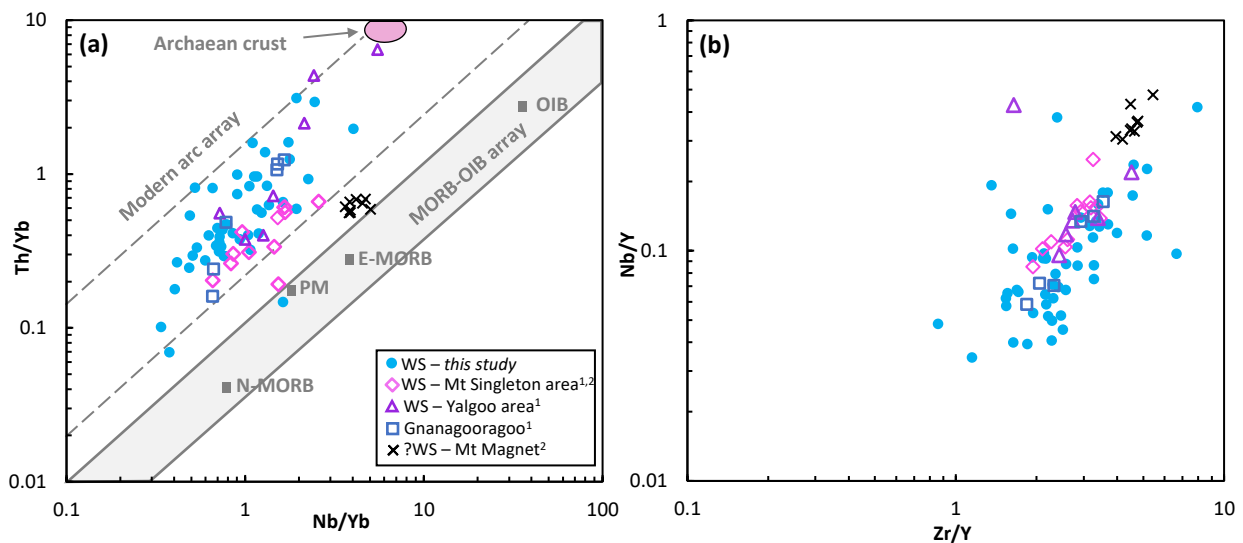 (a)
10
1
0.1
0.01
Th/Yb
Archaean crust
Modern arc array
MORB-OIB array
OIB
E-MORB
PM
N-MORB
WS – this study
WS – Mt Singleton area1,2
WS – Yalgoo area1
Gnanagooragoo1
?WS – Mt Magnet2
0.1
1
10
100
Nb/Yb
(b)
1
0.1
0.01
Nb/Y
0.1
1
10
Zr/Y